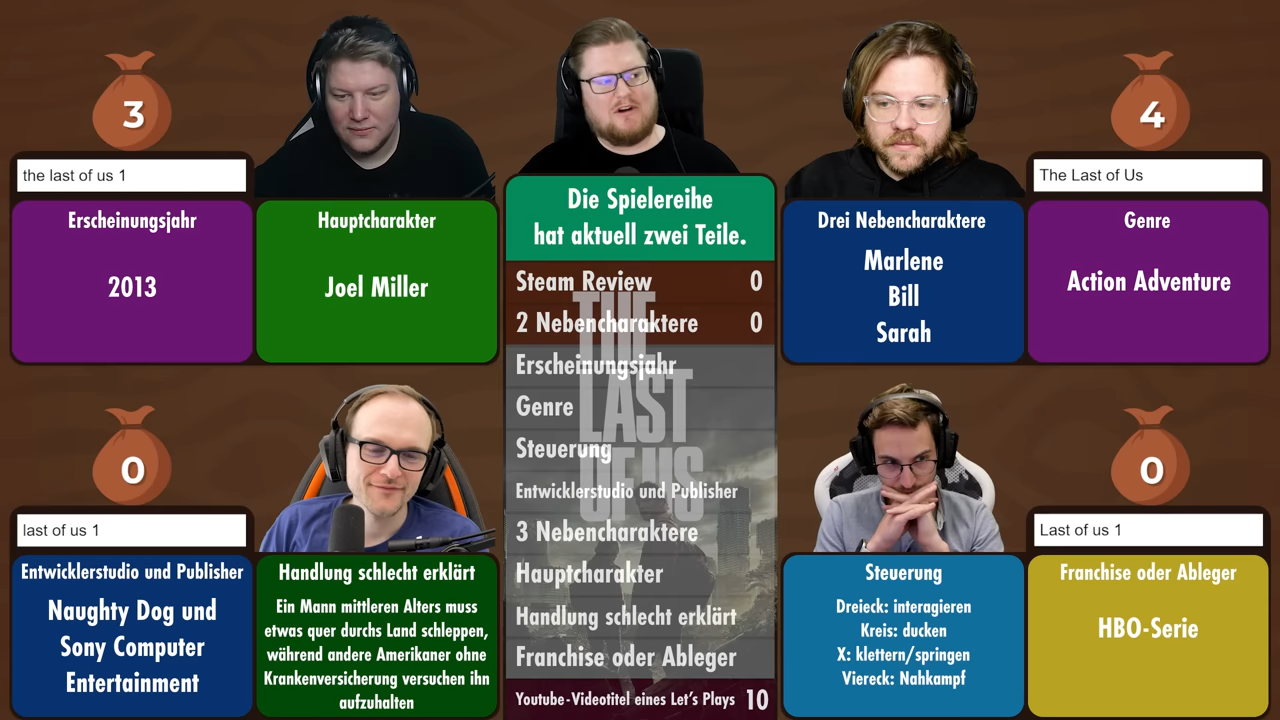 3
the last of us 1
Erscheinungsjahr
2013
Hauptcharakter
Joel Miller
Die Spielereihe
hat aktuell zwei Teile.
Steam Review 0
2 Nebencharaktere 0
Erscheinungsjahr
Genre
Steuerung
Entwicklerstudio und Publisher
3 Nebencharaktere
Hauptcharakter
Handlung schlecht erklärt
Franchise oder Ableger
Youtube-Videotitel eines Let's Plays 10
THE
LAST
OF US
4
The Last of Us
Drei Nebencharaktere
Marlene
Bill
Sarah
Genre
Action Adventure
0
last of us 1
Entwicklerstudio und Publisher
Naughty Dog und
Sony Computer
Entertainment
Handlung schlecht erklärt
Ein Mann mittleren Alters muss
etwas quer durchs Land schleppen,
während andere Amerikaner ohne
Krankenversicherung versuchen ihn
aufzuhalten
0
Last of us 1
Steuerung
Dreieck: interagieren
Kreis: ducken
X: klettern/springen
Viereck: Nahkampf
Franchise oder Ableger
HBO-Serie